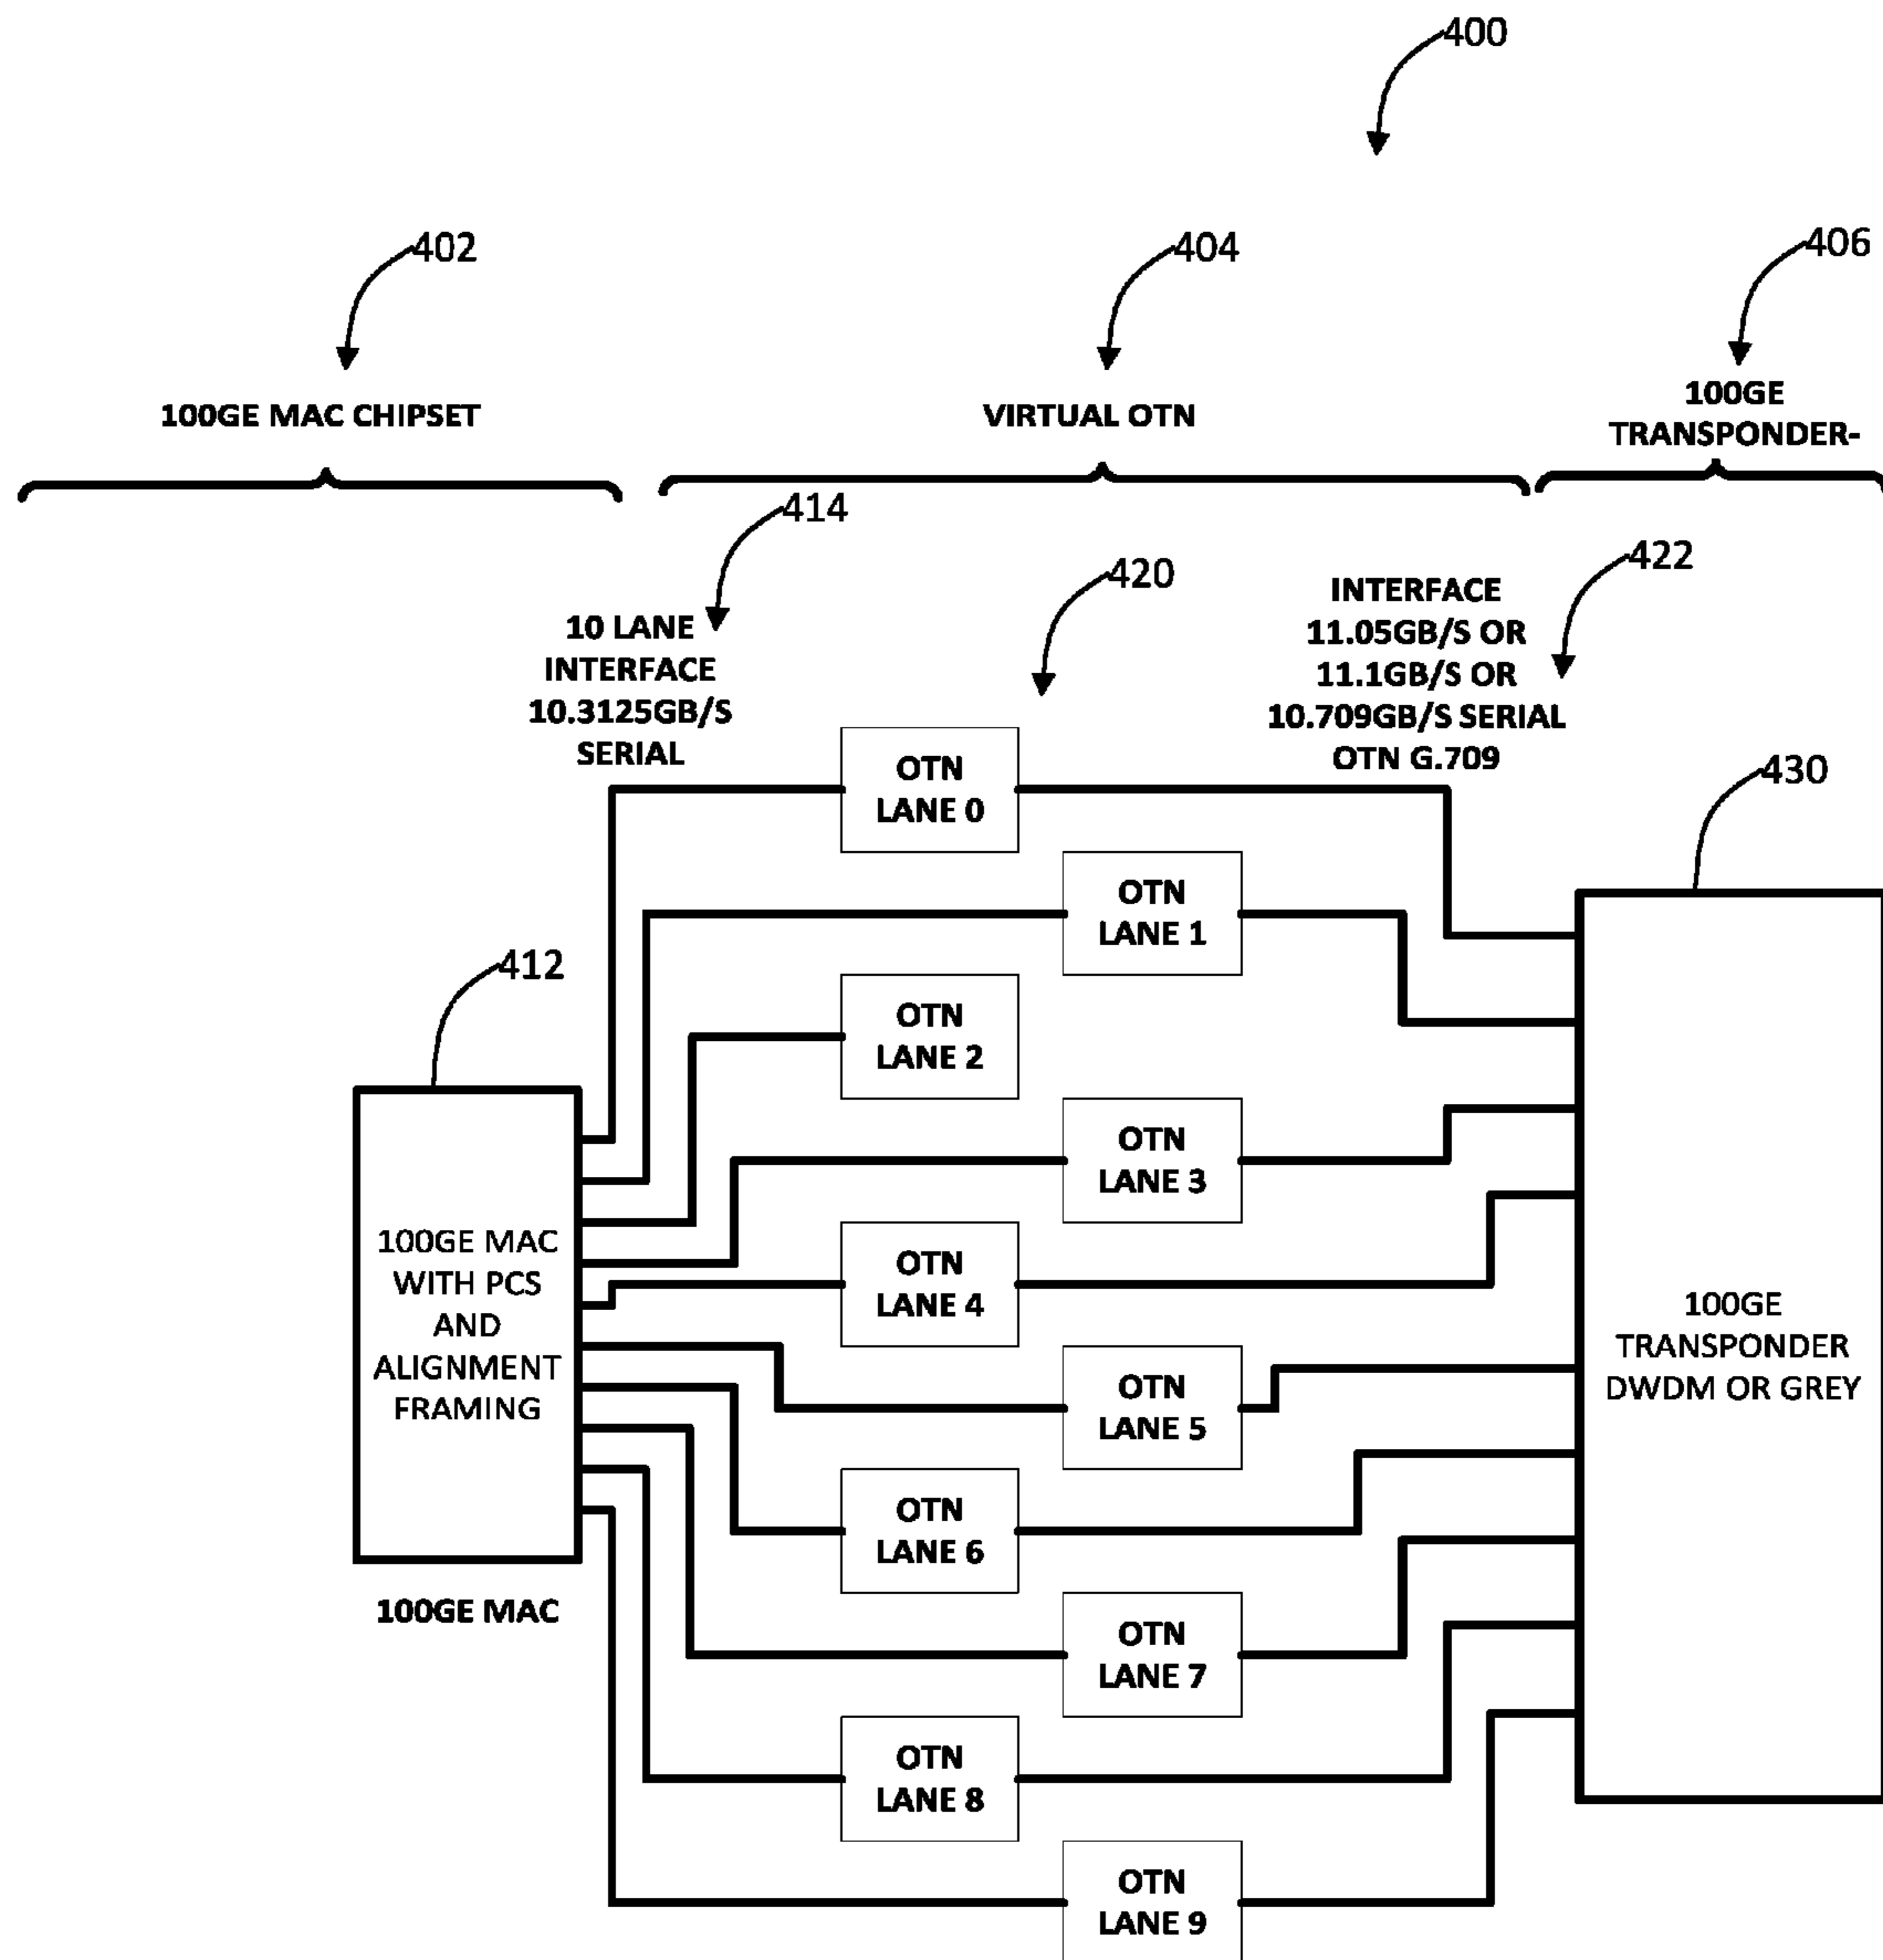 400
402
404
406
100GE MAC CHIPSET
VIRTUAL OTN
100GE
TRANSPONDER-
414
420
422
10 LANE
INTERFACE
10.3125GB/S
SERIAL
INTERFACE
11.05GB/S OR
11.1GB/S OR
10.709GB/S SERIAL
OTN G.709
430
412
OTN
LANE 0
OTN
LANE 1
OTN
LANE 2
OTN
LANE 3
OTN
LANE 4
OTN
LANE 5
OTN
LANE 6
OTN
LANE 7
OTN
LANE 8
OTN
LANE 9
100GE MAC
WITH PCS
AND
ALIGNMENT
FRAMING
100GE MAC
100GE
TRANSPONDER
DWDM OR GREY